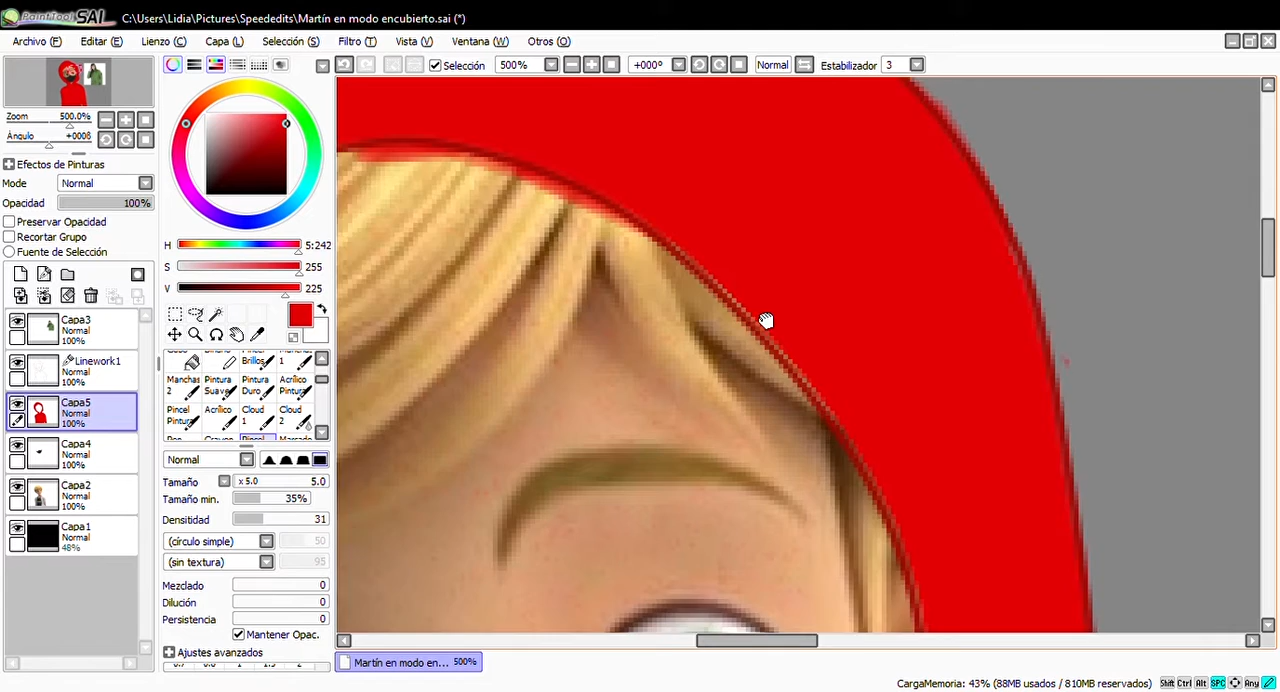 PaintTool SAI C:\Users\Lidia\Pictures\Speededits\Martín en modo encubierto.sai (*)
Archivo (F) Editar (E) Lienzo (C) Capa (L) Selección (S) Filtro (T) Vista (V) Ventana (W) Otros (O)
Selección 500% +000º Normal Estabilizador 3
Zoom 500.0%
Ángulo +000ß
Efectos de Pinturas
Mode Normal
Opacidad 100%
Preservar Opacidad
Recortar Grupo
Fuente de Selección
Capa3
Normal
100%
Linework1
Normal
100%
Capa5
Normal
100%
Capa4
Normal
100%
Capa2
Normal
100%
Capa1
Normal
48%
H 5:242
S 255
V 225
Brillos 1
Manchas 2 Pintura Suave Pintura Duro Acrílico Pintura
Pincel Pintura Acrílico Cloud 1 Cloud 2
Normal
Tamaño x 5.0 5.0
Tamaño min. 35%
Densitidad 31
(círculo simple) 50
(sin textura) 95
Mezclado 0
Dilución 0
Persistencia 0
Mantener Opac.
Ajustes avanzados
Martín en modo en... 500%
CargaMemoria: 43% (88MB usados / 810MB reservados) Shift Ctrl Alt SPC Any